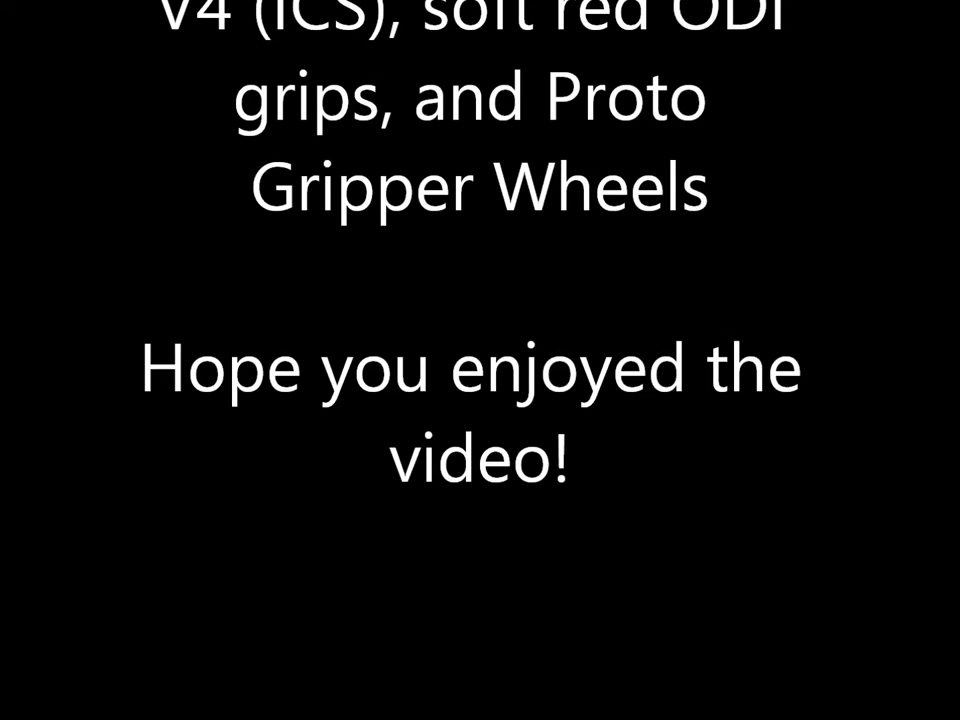 V4 (ICS), soft red ODI
grips, and Proto
Gripper Wheels
Hope you enjoyed the
video!